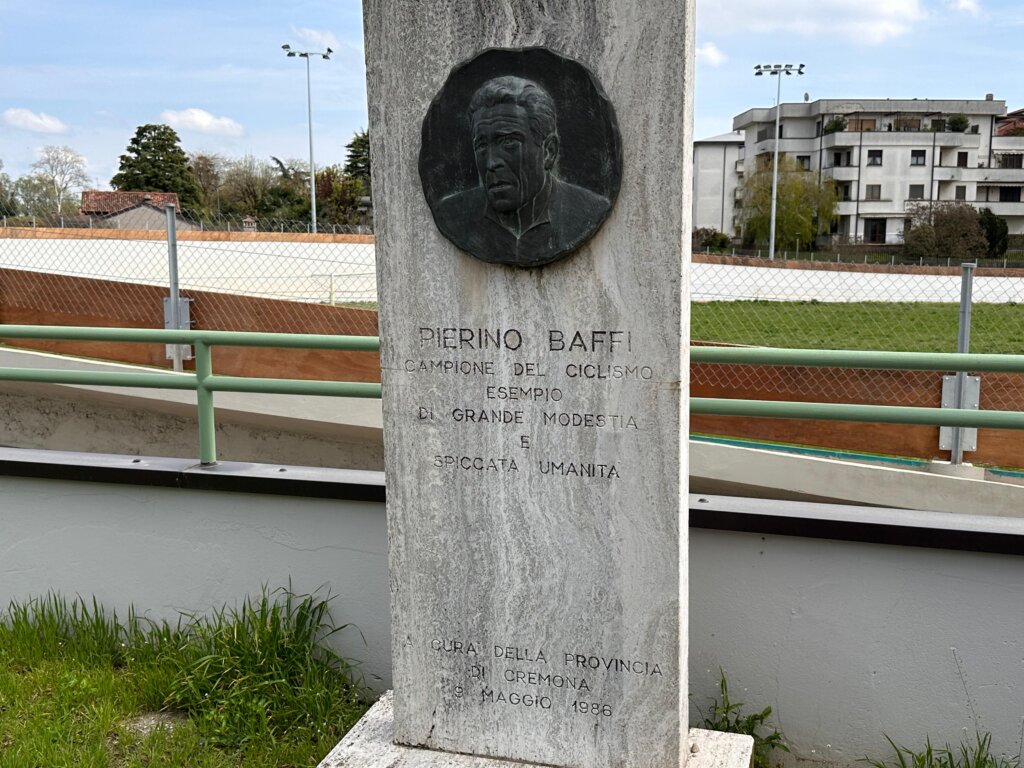 PIERINO BAFFI
CAMPIONE DEL CICLISMO
ESEMPIO
DI GRANDE MODESTIA
E
SPICCATA UMANITA
A CURA DELLA PROVINCIA
DI CREMONA
9 MAGGIO 1986